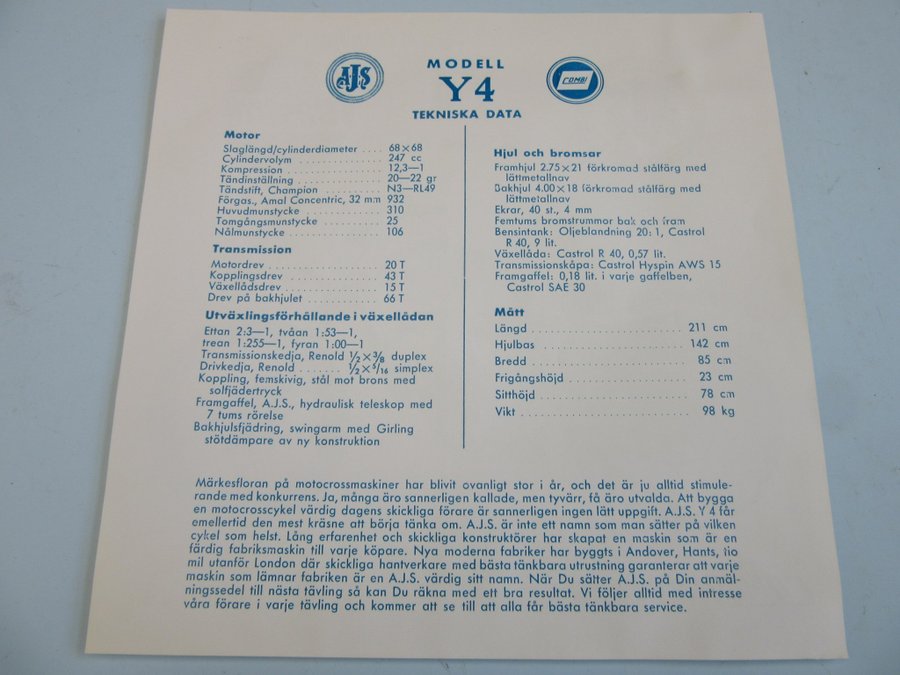 AJS
MODELL
Y4
TEKNISKA DATA
COMBI
Motor
Slaglängd/cylinderdiameter .... 68×68
Cylindervolym .............. 247 cc
Kompression ................ 12,3—1
Tändinställning .............. 20—22 gr
Tändstift, Champion .......... N3—RL49
Förgas., Amal Concentric, 32 mm 932
Huvudmunstycke ............ 310
Tomgångsmunstycke ........ 25
Nålmunstycke .............. 106
Transmission
Motordrev .................. 20 T
Kopplingsdrev .............. 43 T
Växellådsdrev .............. 15 T
Drev på bakhjulet ........... 66 T
Utväxlingsförhållande i växellådan
Ettan 2:3—1, tvåan 1:53—1,
trean 1:255—1, fyran 1:00—1
Transmissionskedja, Renold 1/2×3/8 duplex
Drivkedja, Renold ....... 1/2×5/16 simplex
Koppling, femskivig, stål mot brons med
solfjädertryck
Framgaffel, A.J.S., hydraulisk teleskop med
7 tums rörelse
Bakhjulsfjädring, swingarm med Girling
stötdämpare av ny konstruktion
Hjul och bromsar
Framhjul 2.75×21 förkromad stålfärg med
lättmetallnav
Bakhjul 4.00×18 förkromad stålfärg med
lättmetallnav
Ekrar, 40 st., 4 mm
Femtums bromstrummor bak och fram
Bensintank: Oljeblandning 20:1, Castrol
R 40, 9 lit.
Växellåda: Castrol R 40, 0,57 lit.
Transmissionskåpa: Castrol Hyspin AWS 15
Framgaffel: 0,18 lit. i varje gaffelben,
Castrol SAE 30
Mått
Längd ........................ 211 cm
Hjulbas ...................... 142 cm
Bredd ........................ 85 cm
Frigångshöjd .................. 23 cm
Sitthöjd ...................... 78 cm
Vikt .......................... 98 kg
Märkesfloran på motocrossmaskiner har blivit ovanligt stor i år, och det är ju alltid stimule-
rande med konkurrens. Ja, många äro sannerligen kallade, men tyvärr, få äro utvalda. Att bygga
en motocrosscykel värdig dagens skickliga förare är sannerligen ingen lätt uppgift. A.J.S. Y 4 får
emellertid den mest kräsne att börja tänka om. A.J.S. är inte ett namn som man sätter på vilken
cykel som helst. Lång erfarenhet och skickliga konstruktörer har skapat en maskin som är en
färdig fabriksmaskin till varje köpare. Nya moderna fabriker har byggts i Andover, Hants, tio
mil utanför London där skickliga hantverkare med bästa tänkbara utrustning garanterar att varje
maskin som lämnar fabriken är en A.J.S. värdig sitt namn. När Du sätter A.J.S. på Din anmäl-
ningssedel till nästa tävling så kan Du räkna med ett bra resultat. Vi följer alltid med intresse
våra förare i varje tävling och kommer att se till att alla får bästa tänkbara service.